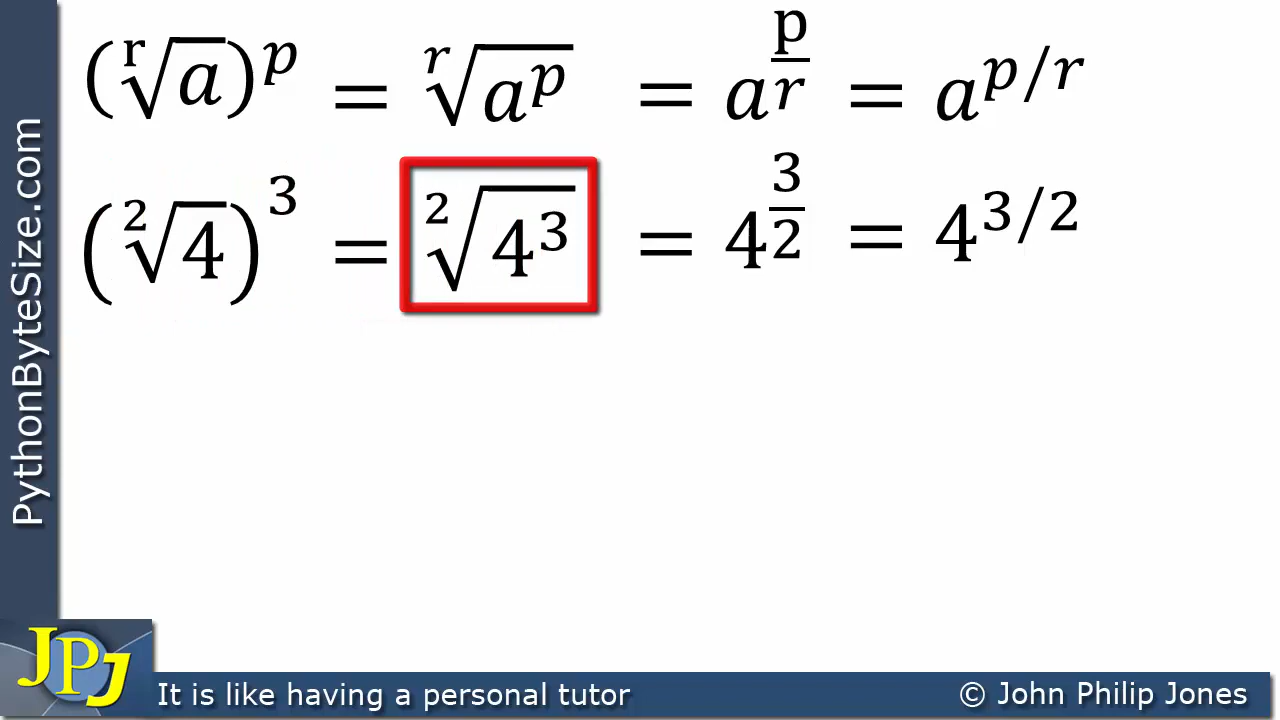 (ʳ√a)ᵖ = ʳ√aᵖ = a^(p/r) = a^{p/r}
(²√4)³ = ²√4³ = 4^(3/2) = 4^{3/2}
PythonByteSize.com
JPJ
It is like having a personal tutor
© John Philip Jones